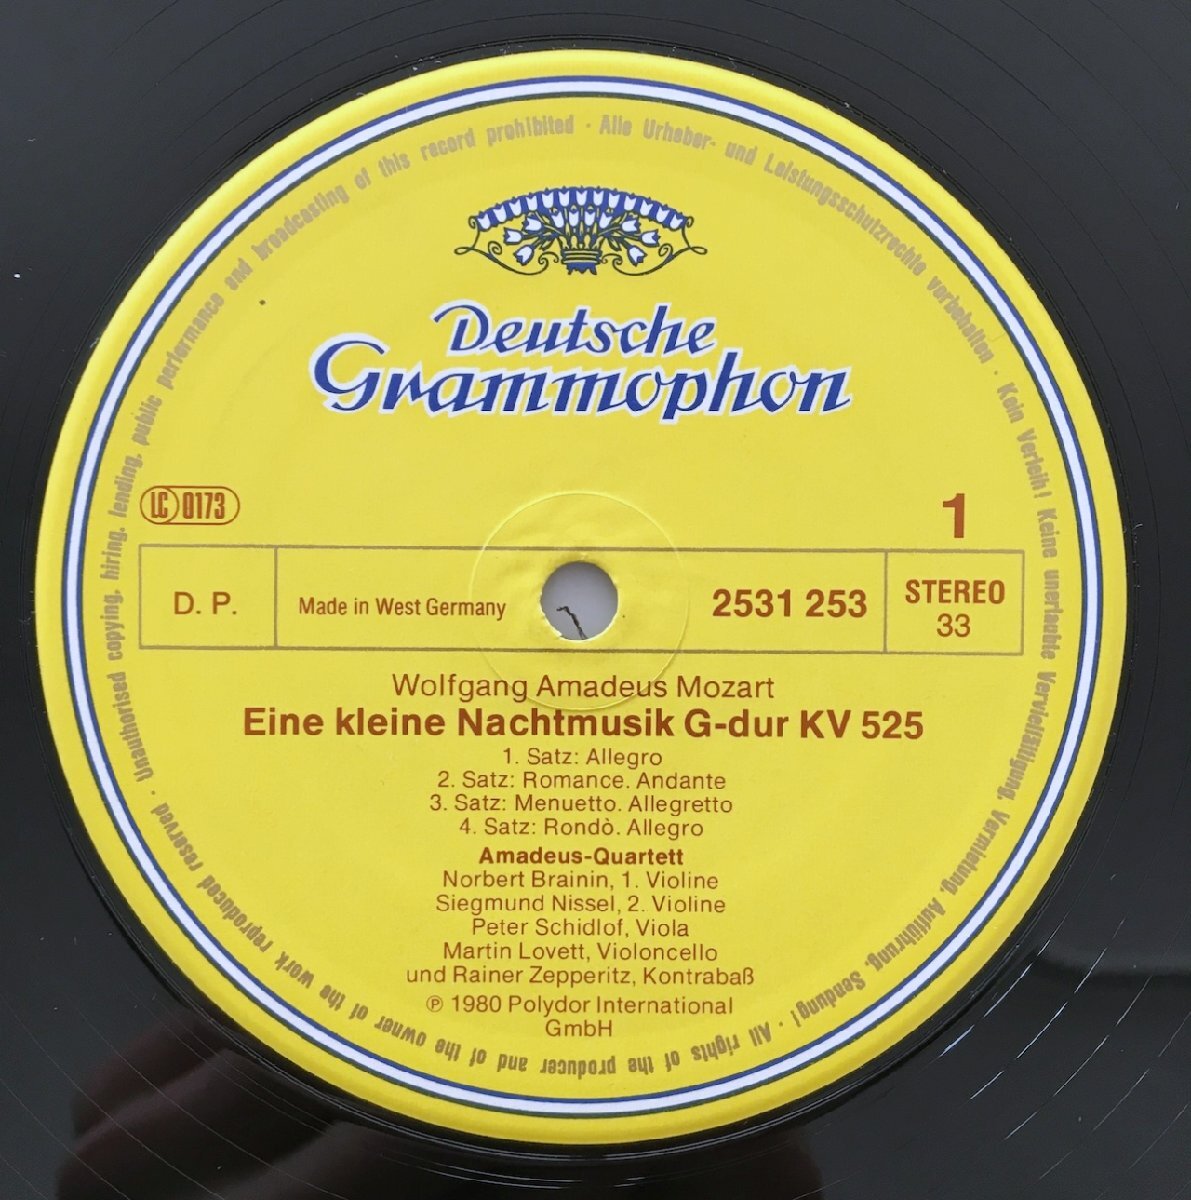 Deutsche
Grammophon
LC 0173
1
D. P.
Made in West Germany
2531 253
STEREO
33
Wolfgang Amadeus Mozart
Eine kleine Nachtmusik G-dur KV 525
1. Satz: Allegro
2. Satz: Romance. Andante
3. Satz: Menuetto. Allegretto
4. Satz: Rondò. Allegro
Amadeus-Quartett
Norbert Brainin, 1. Violine
Siegmund Nissel, 2. Violine
Peter Schidlof, Viola
Martin Lovett, Violoncello
und Rainer Zepperitz, Kontrabaß
℗ 1980 Polydor International
GmbH
Alle Urheber- und Leistungsschutzrechte vorbehalten · Kein Verleih! Keine unerlaubte Vervielfältigung, Vermietung, Aufführung, Sendung! · All rights of the producer and of the owner of the work reproduced reserved · Unauthorised copying, hiring, lending, public performance and broadcasting of this record prohibited ·